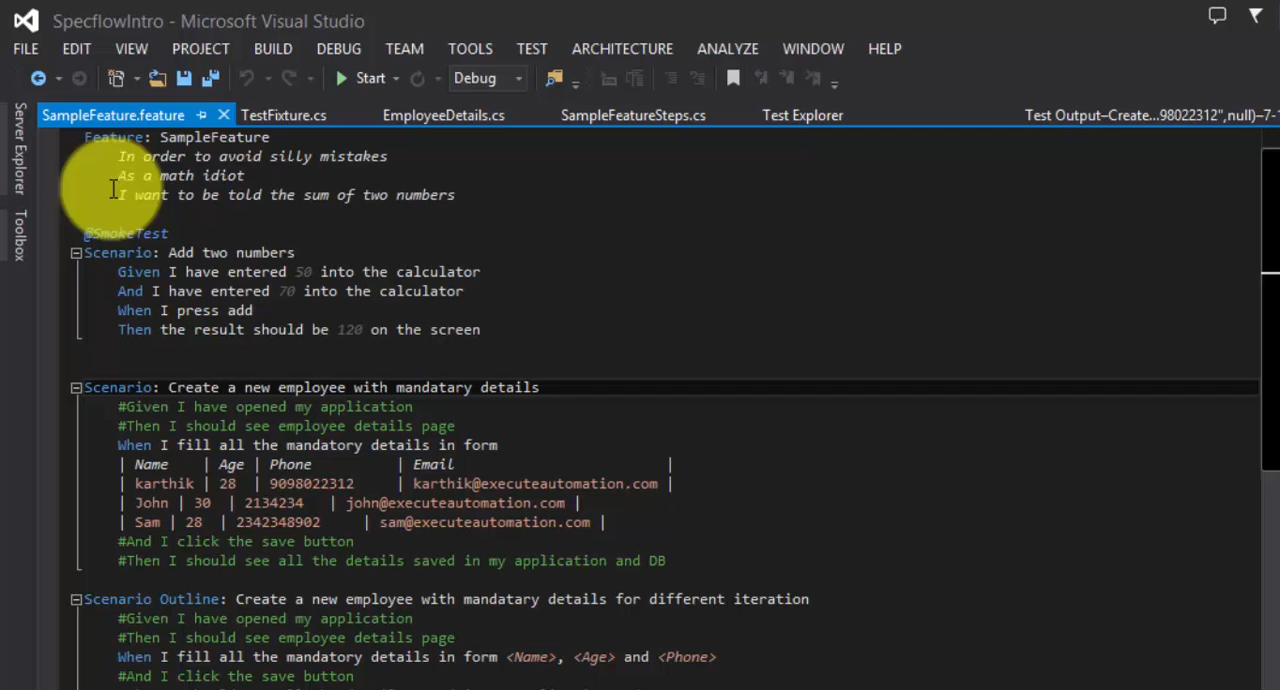 SpecflowIntro - Microsoft Visual Studio
FILE EDIT VIEW PROJECT BUILD DEBUG TEAM TOOLS TEST ARCHITECTURE ANALYZE WINDOW HELP
Start Debug
SampleFeature.feature TestFixture.cs EmployeeDetails.cs SampleFeatureSteps.cs Test Explorer Test Output–Create...98022312",null)–7-1
Server Explorer
Toolbox
Feature: SampleFeature
In order to avoid silly mistakes
As a math idiot
I want to be told the sum of two numbers
@SmokeTest
Scenario: Add two numbers
Given I have entered 50 into the calculator
And I have entered 70 into the calculator
When I press add
Then the result should be 120 on the screen
Scenario: Create a new employee with mandatary details
#Given I have opened my application
#Then I should see employee details page
When I fill all the mandatory details in form
| Name | Age | Phone | Email |
| karthik | 28 | 9098022312 | karthik@executeautomation.com |
| John | 30 | 2134234 | john@executeautomation.com |
| Sam | 28 | 2342348902 | sam@executeautomation.com |
#And I click the save button
#Then I should see all the details saved in my application and DB
Scenario Outline: Create a new employee with mandatary details for different iteration
#Given I have opened my application
#Then I should see employee details page
When I fill all the mandatory details in form <Name>, <Age> and <Phone>
#And I click the save button